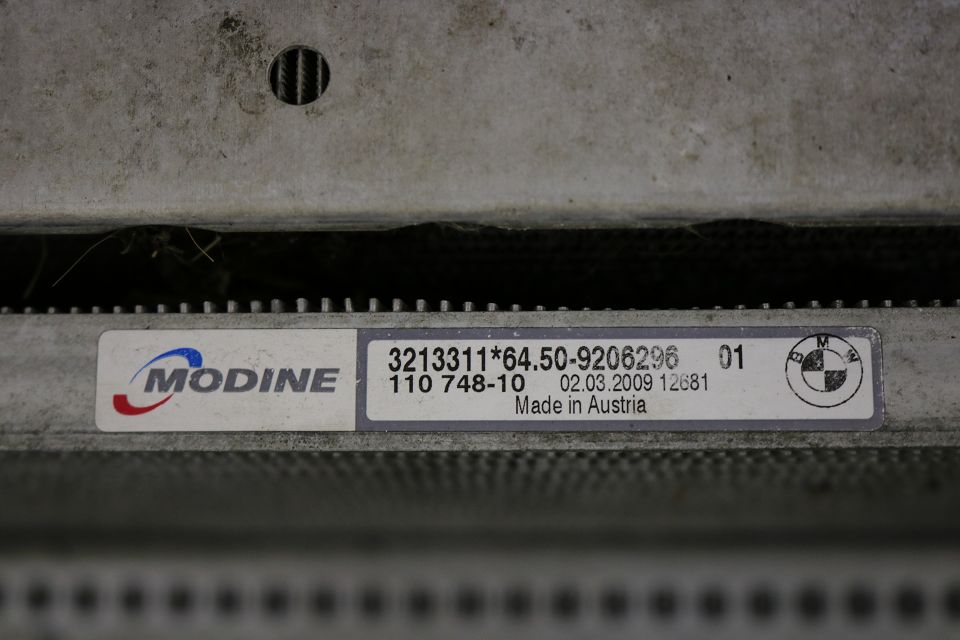 MODINE
3213311*64.50-9206296 01
110 748-10 02.03.2009 12681
Made in Austria
BMW